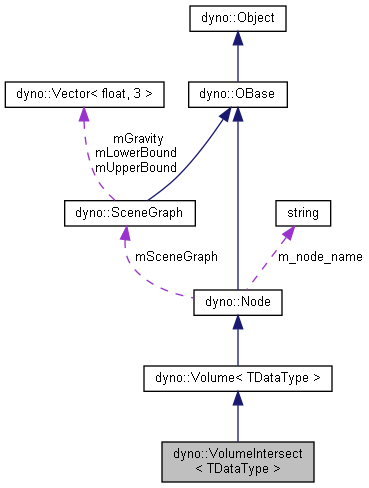 dyno::Object
dyno::Vector< float, 3 >
dyno::OBase
mGravity
mLowerBound
mUpperBound
dyno::SceneGraph
string
mSceneGraph
m_node_name
dyno::Node
dyno::Volume< TDataType >
dyno::VolumeIntersect
< TDataType >